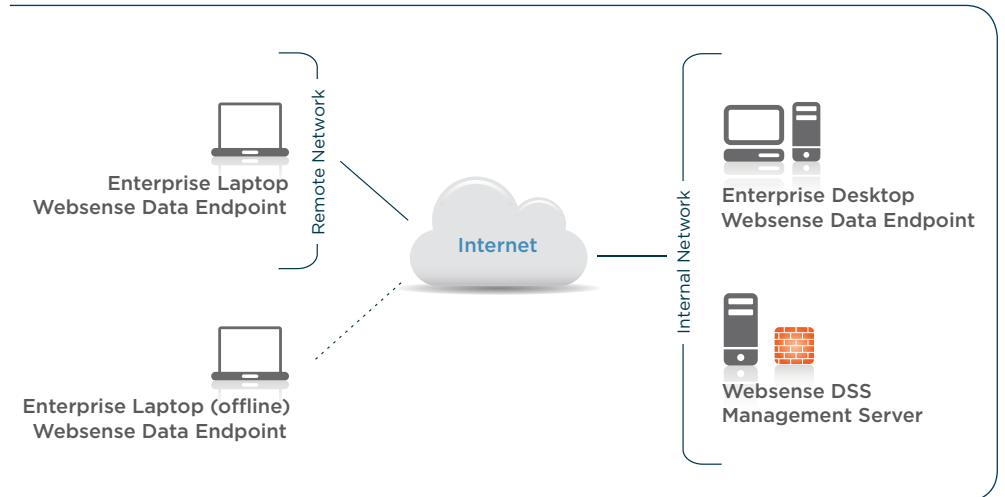 Enterprise Laptop
Websense Data Endpoint
Remote Network
Enterprise Laptop (offline)
Websense Data Endpoint
Internet
Internal Network
Enterprise Desktop
Websense Data Endpoint
Websense DSS
Management Server